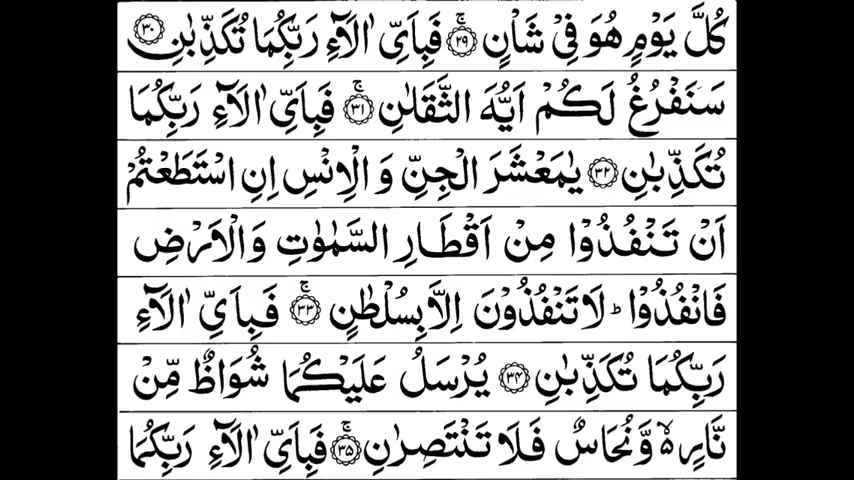 كُلَّ يَوْمٍ هُوَ فِيْ شَاْنٍ ۚ﴿۲۹﴾ فَبِاَيِّ اٰلَآءِ رَبِّكُمَا تُكَذِّبٰنِ ﴿۳۰﴾
سَنَفْرُغُ لَكُمْ اَيُّهَ الثَّقَلٰنِ ۚ﴿۳۱﴾ فَبِاَيِّ اٰلَآءِ رَبِّكُمَا
تُكَذِّبٰنِ ﴿۳۲﴾ يٰمَعْشَرَ الْجِنِّ وَ الْاِنْسِ اِنِ اسْتَطَعْتُمْ
اَنْ تَنْفُذُوْا مِنْ اَقْطَارِ السَّمٰوٰتِ وَالْاَرْضِ
فَانْفُذُوْا ؕ لَا تَنْفُذُوْنَ اِلَّا بِسُلْطٰنٍ ۚ﴿۳۳﴾ فَبِاَيِّ اٰلَآءِ
رَبِّكُمَا تُكَذِّبٰنِ ﴿۳۴﴾ يُرْسَلُ عَلَيْكُمَا شُوَاظٌ مِّنْ
نَّارٍ ۵ وَّنُحَاسٌ فَلَا تَنْتَصِرٰنِ ۚ﴿۳۵﴾ فَبِاَيِّ اٰلَآءِ رَبِّكُمَا